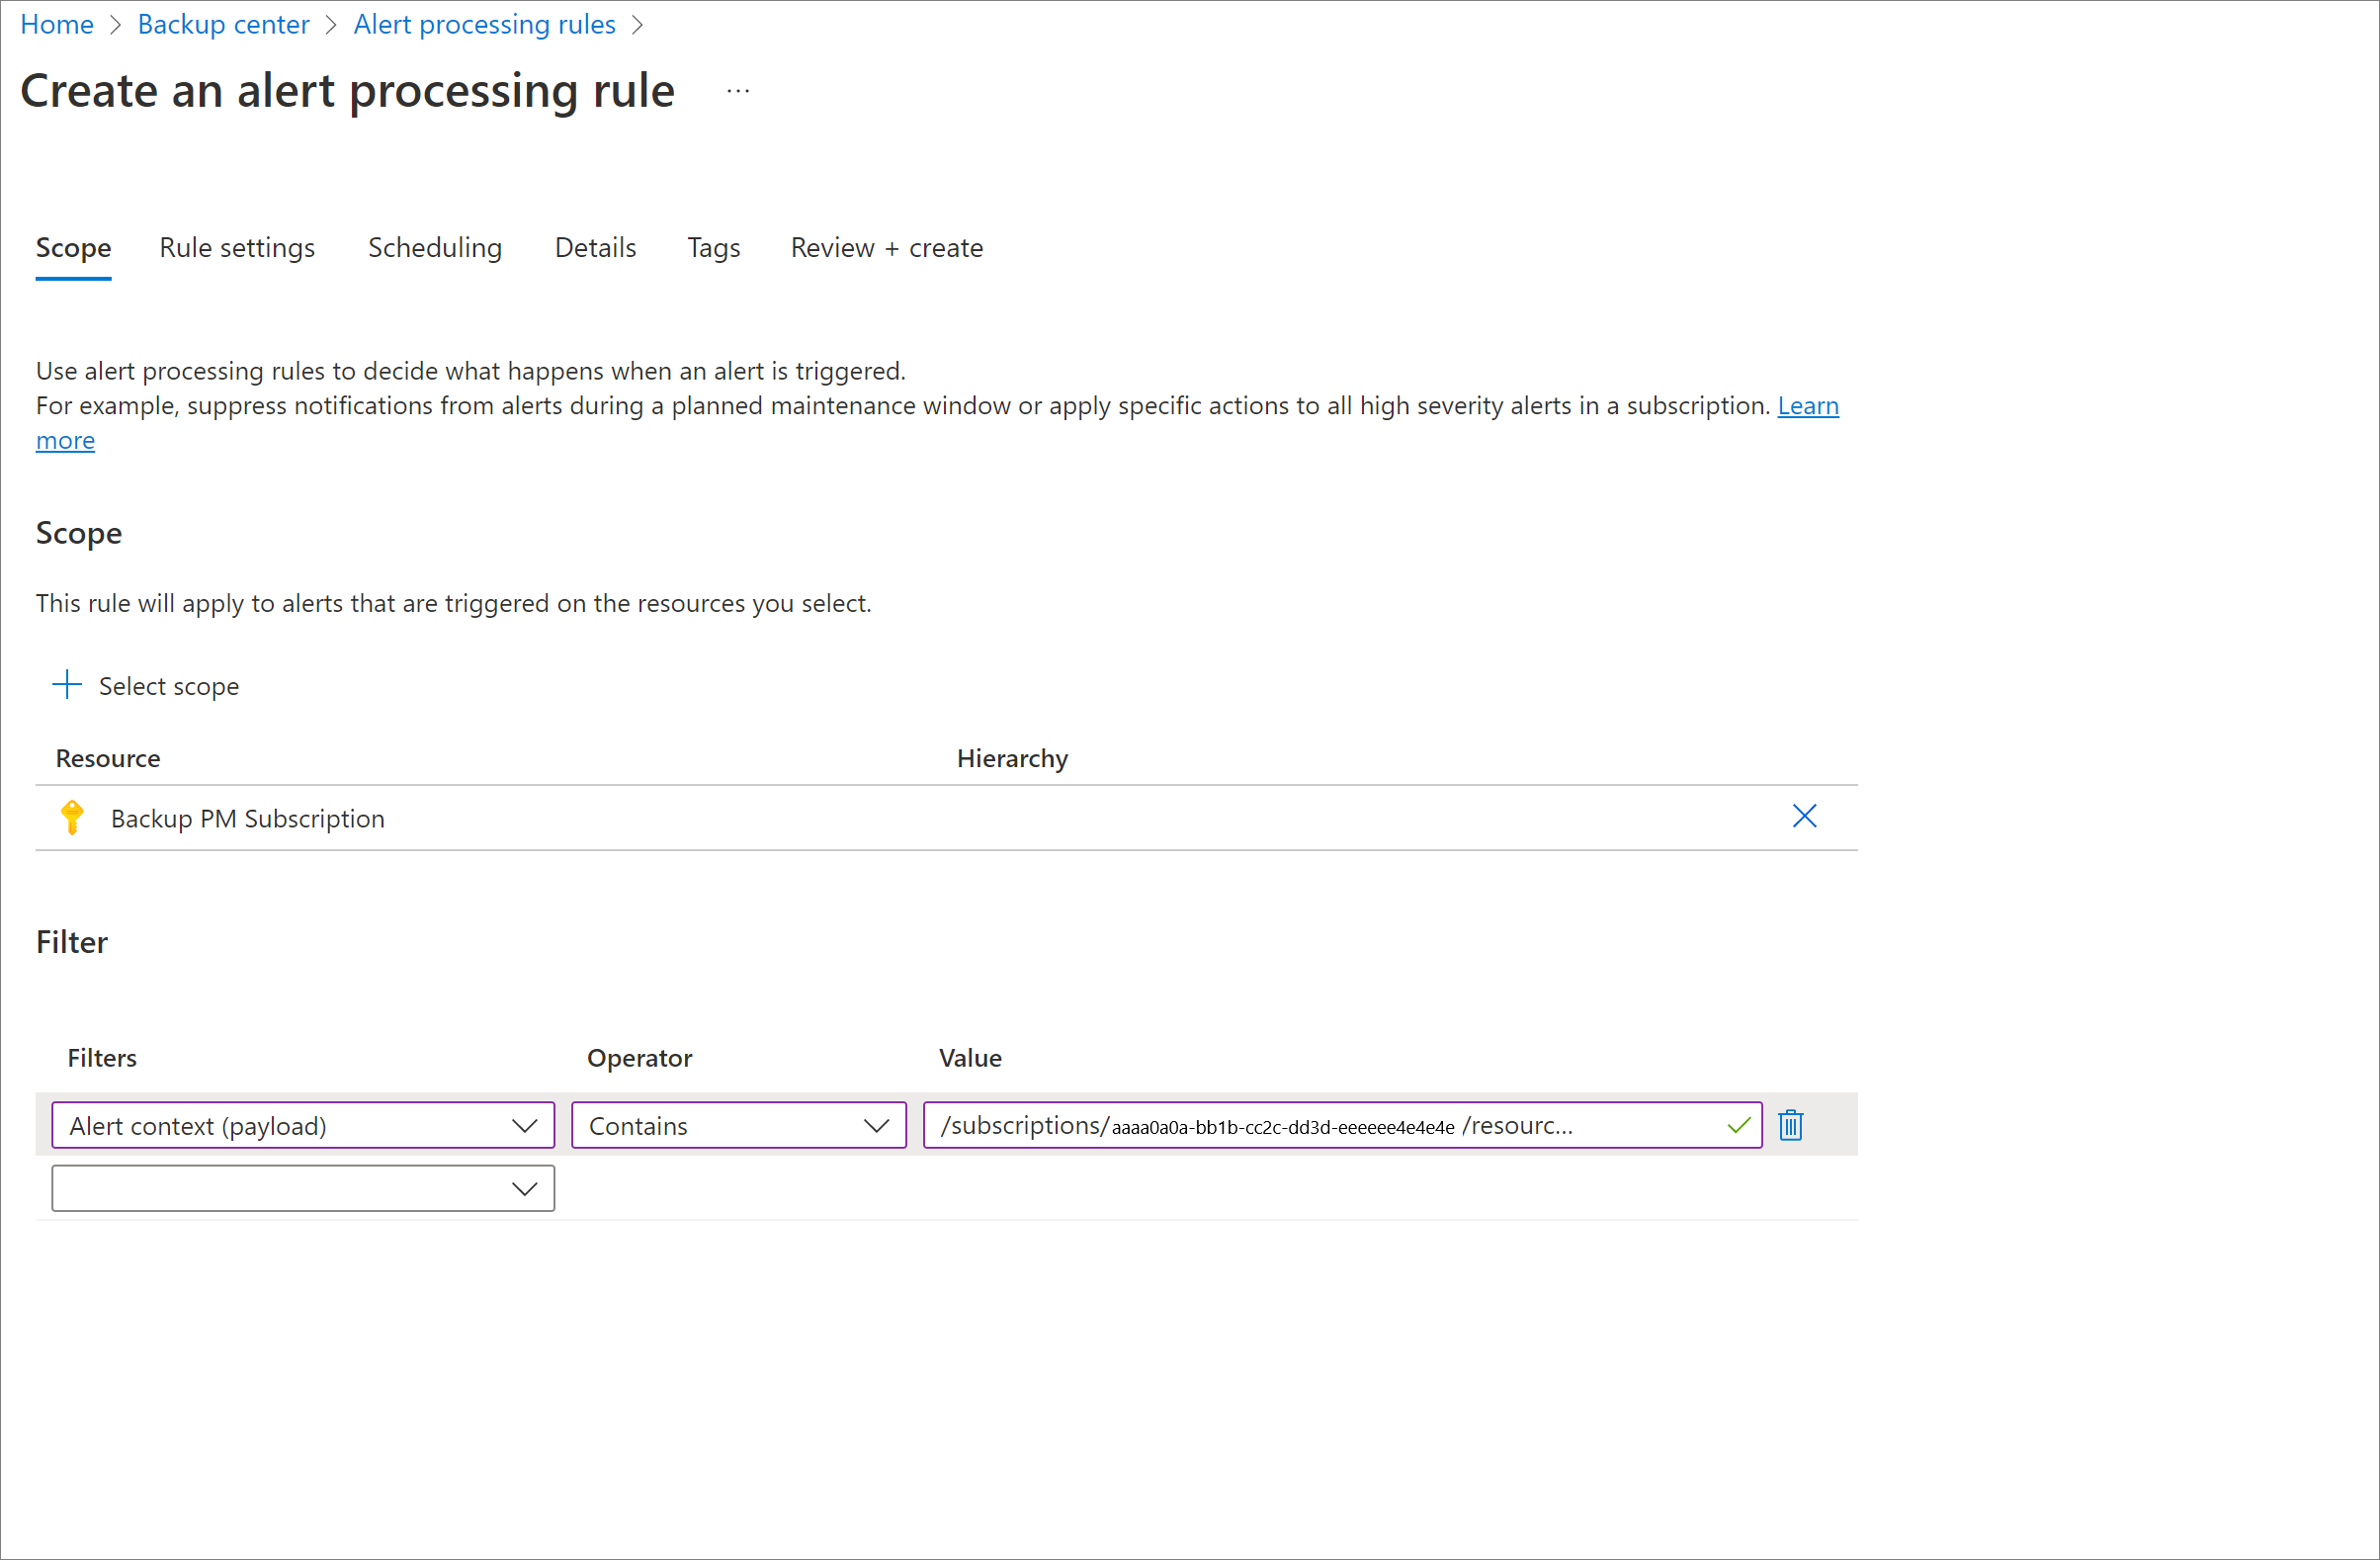 Home > Backup center > Alert processing rules >
Create an alert processing rule ...
Scope Rule settings Scheduling Details Tags Review + create
Use alert processing rules to decide what happens when an alert is triggered.
For example, suppress notifications from alerts during a planned maintenance window or apply specific actions to all high severity alerts in a subscription. Learn
more
Scope
This rule will apply to alerts that are triggered on the resources you select.
+ Select scope
Resource Hierarchy
Backup PM Subscription
Filter
Filters Operator Value
Alert context (payload) Contains /subscriptions/aaaa0a0a-bb1b-cc2c-dd3d-eeeeee4e4e4e /resourc...